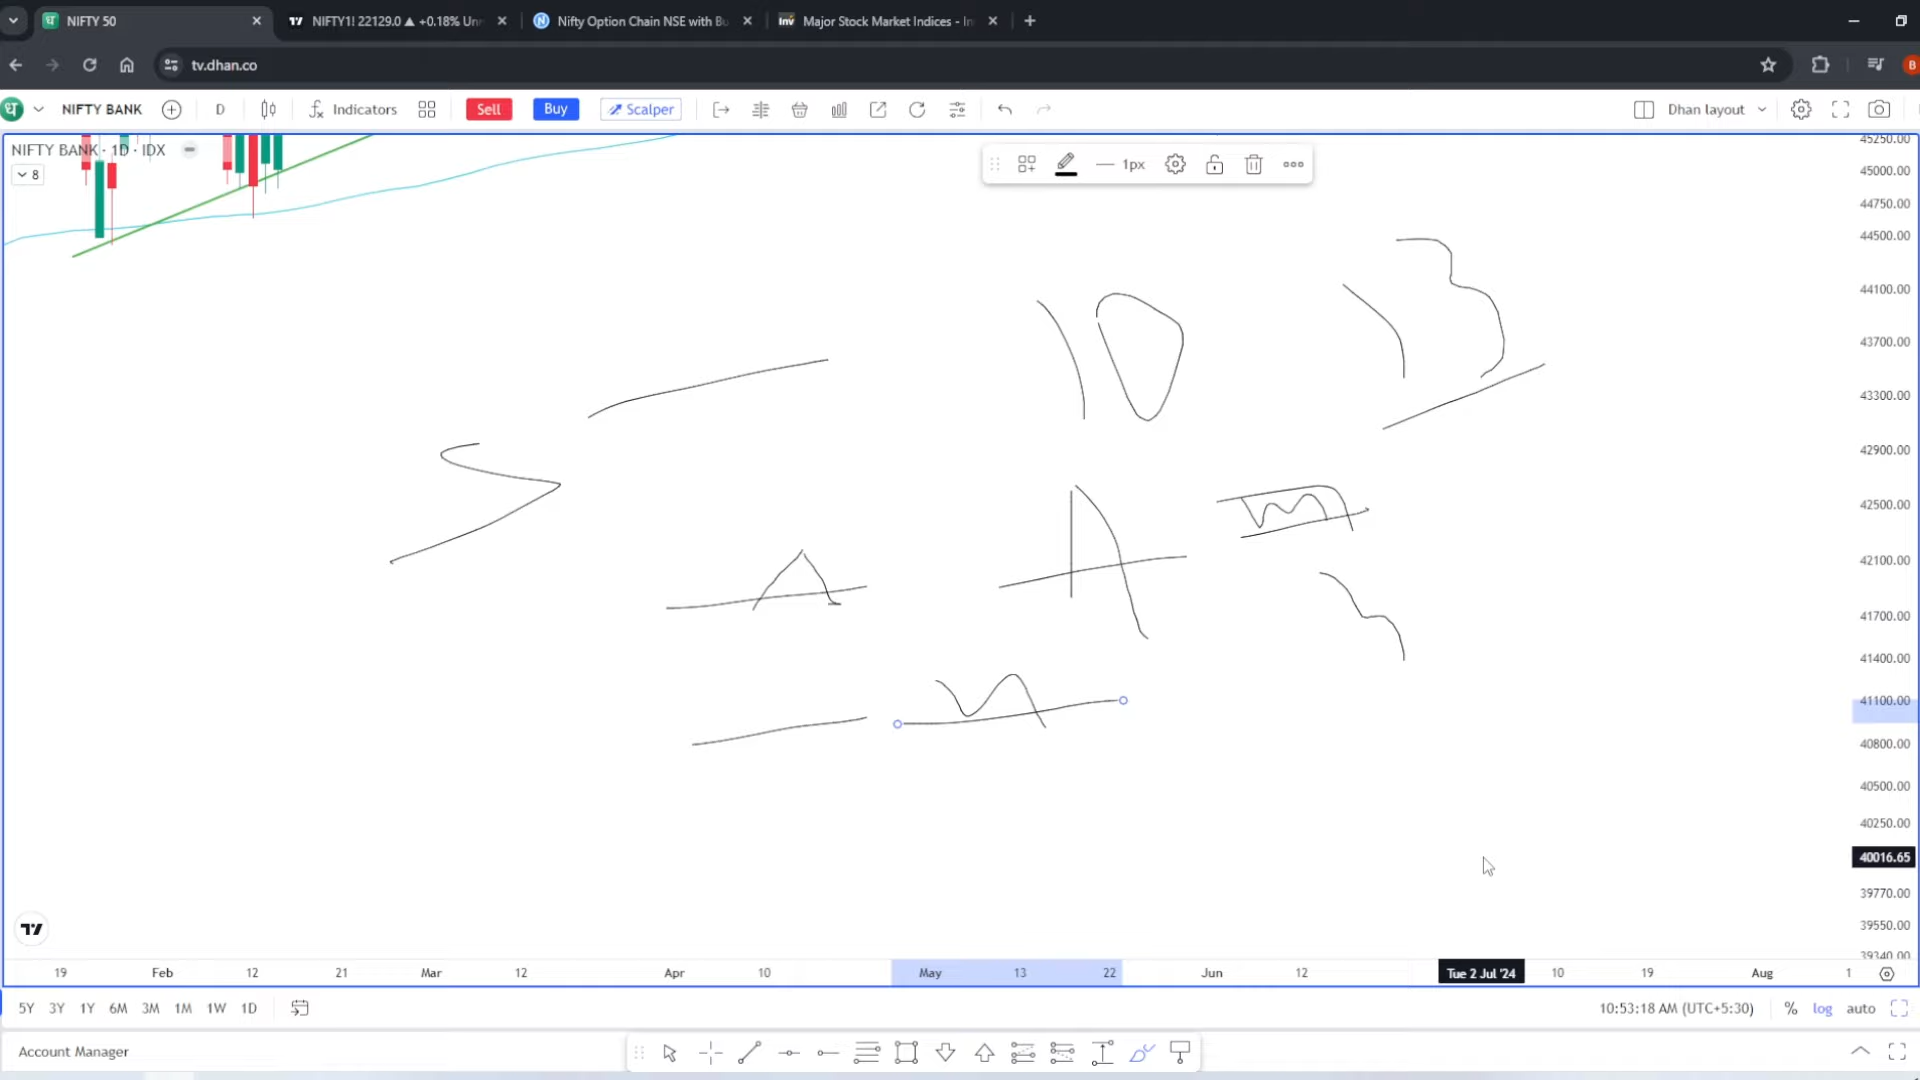 NIFTY 50
NIFTY1! 22129.0 ▲ +0.18% Un
Nifty Option Chain NSE with Bu
Major Stock Market Indices - In
tv.dhan.co
B
NIFTY BANK
D
Indicators
Sell
Buy
Scalper
Dhan layout
NIFTY BANK · 1D · IDX
8
1px
45250.00
45000.00
44750.00
44500.00
44100.00
43700.00
43300.00
42900.00
42500.00
42100.00
41700.00
41400.00
41100.00
40800.00
40500.00
40250.00
40016.65
39770.00
39550.00
39340.00
10
13
19 Feb 12 21 Mar 12 Apr 10 May 13 22 Jun 12 Tue 2 Jul '24 10 19 Aug 1
5Y 3Y 1Y 6M 3M 1M 1W 1D
10:53:18 AM (UTC+5:30) % log auto
Account Manager